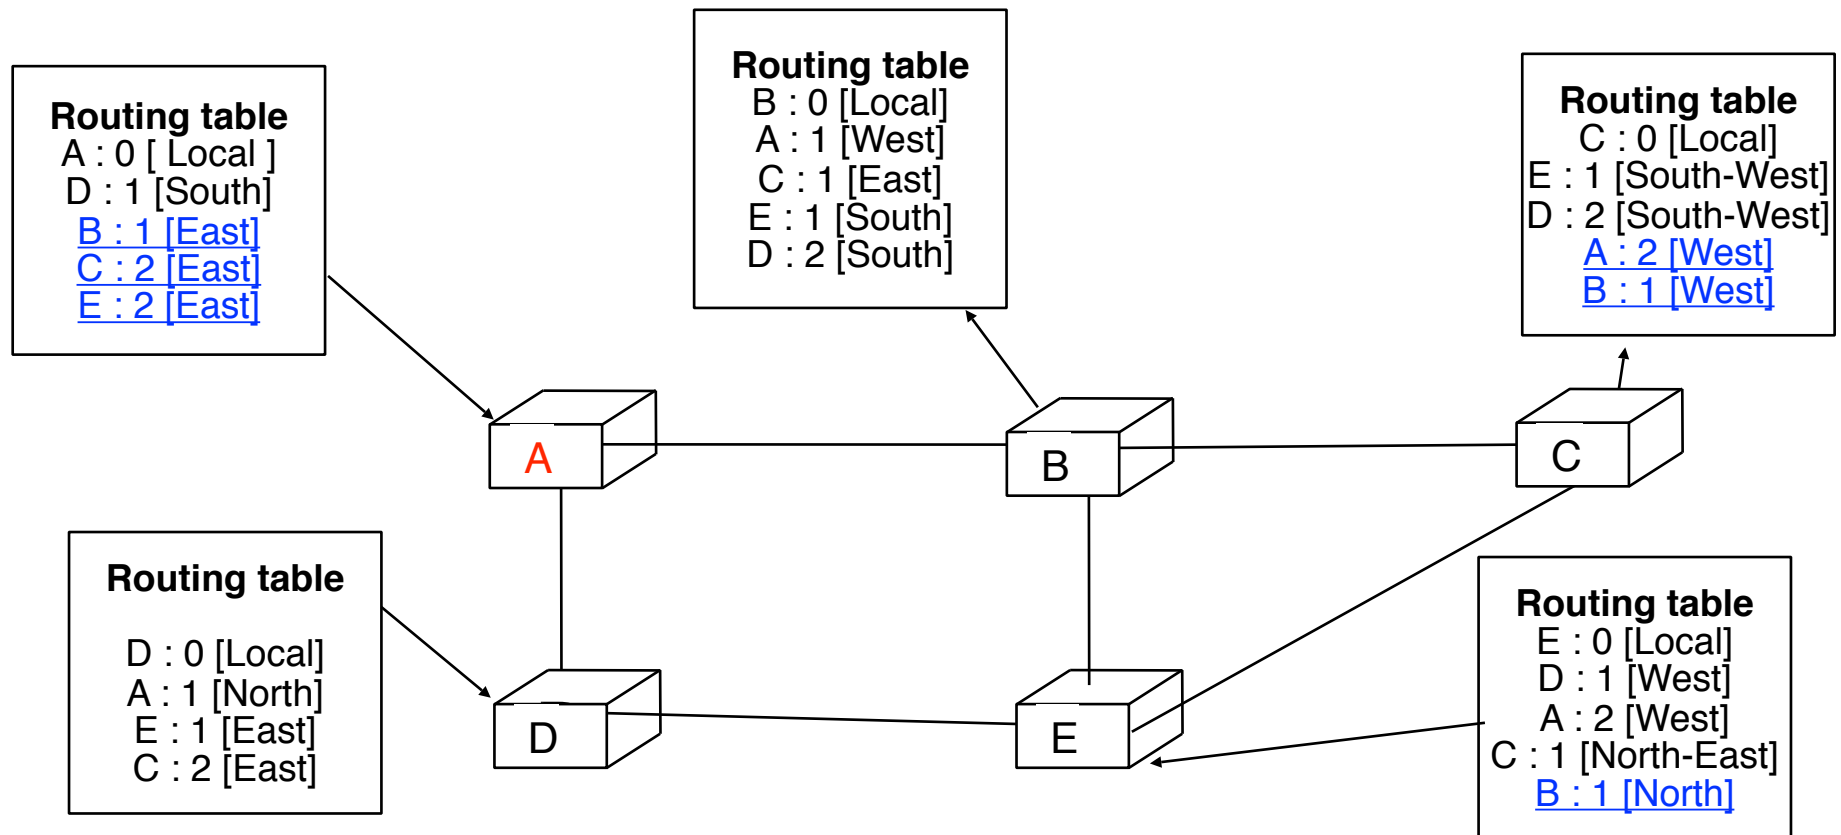 Routing table
A : 0 [ Local ]
D : 1 [South]
B : 1 [East]
C : 2 [East]
E : 2 [East]
Routing table
B : 0 [Local]
A : 1 [West]
C : 1 [East]
E : 1 [South]
D : 2 [South]
Routing table
C : 0 [Local]
E : 1 [South-West]
D : 2 [South-West]
A : 2 [West]
B : 1 [West]
A
B
C
Routing table
D : 0 [Local]
A : 1 [North]
E : 1 [East]
C : 2 [East]
D
E
Routing table
E : 0 [Local]
D : 1 [West]
A : 2 [West]
C : 1 [North-East]
B : 1 [North]